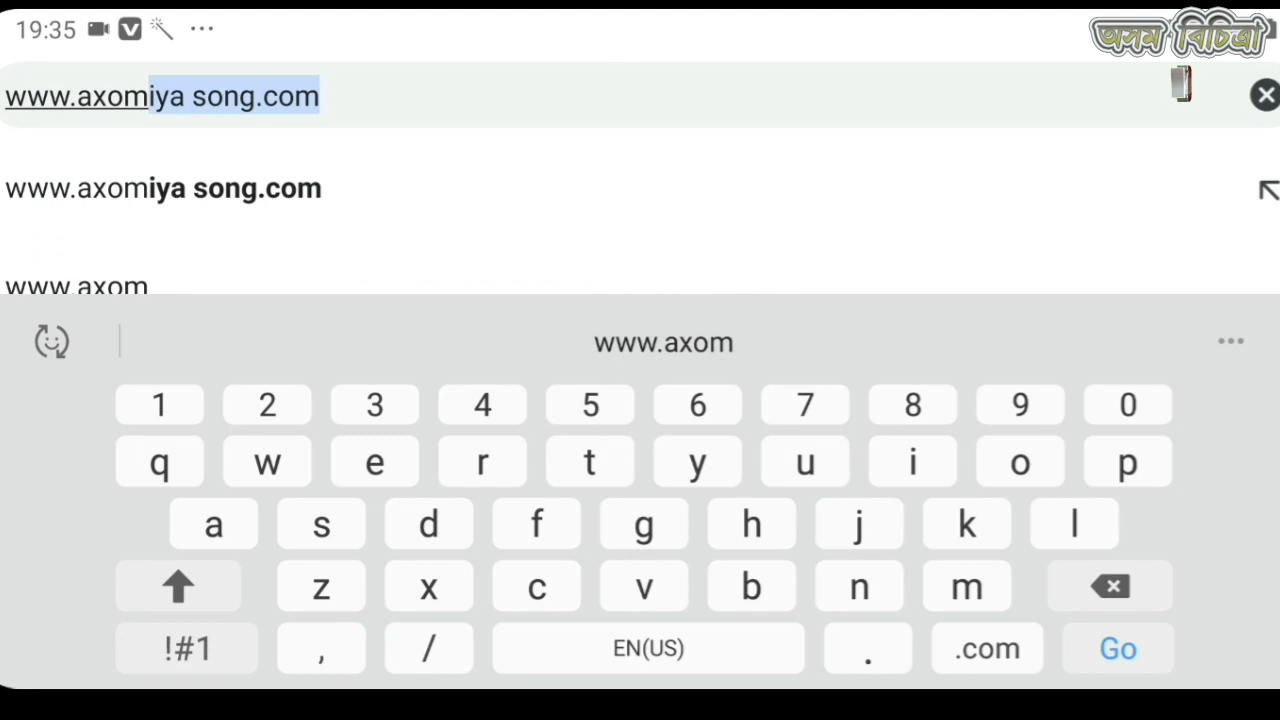 19:35
অসম বিচিত্ৰা
www.axomiya song.com
www.axomiya song.com
www.axom
www.axom
1 2 3 4 5 6 7 8 9 0
q w e r t y u i o p
a s d f g h j k l
z x c v b n m
!#1 , / EN(US) . .com Go